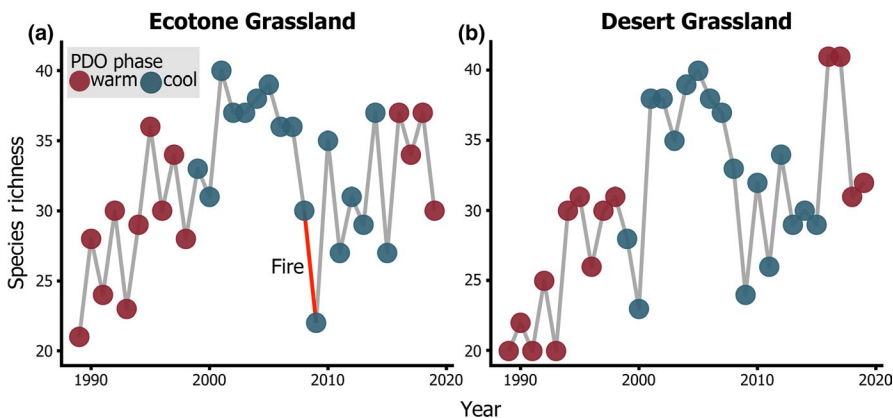 Ecotone Grassland
Desert Grassland
(a)
(b)
PDO phase
warm cool
Species richness
40
35
30
25
20
Fire
1990
2000
2010
2020
40
35
30
25
20
1990
2000
2010
2020
Year